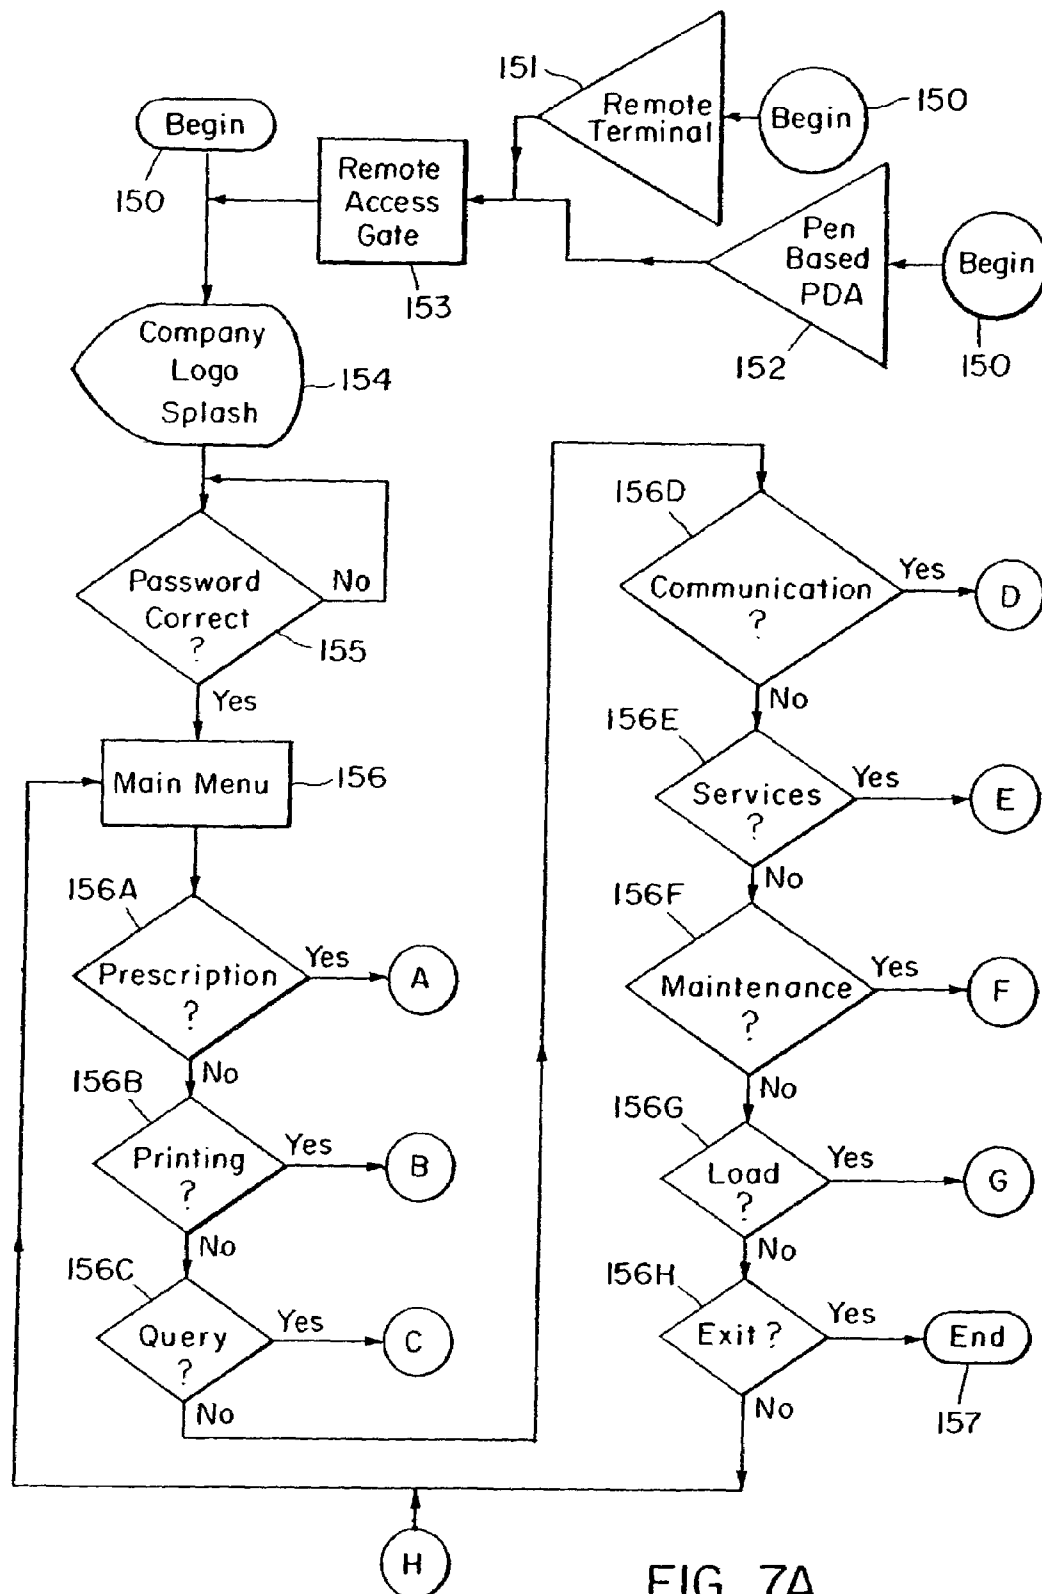 151
Remote
Terminal
Begin
150
Begin
150
Remote
Access
Gate
153
Pen
Based
PDA
152
Begin
150
Company
Logo
Splash
154
Password
Correct
?
No
155
Yes
Main Menu
156
156A
Prescription
?
Yes
A
No
156B
Printing
?
Yes
B
No
156C
Query
?
Yes
C
No
156D
Communication
?
Yes
D
No
156E
Services
?
Yes
E
No
156F
Maintenance
?
Yes
F
No
156G
Load
?
Yes
G
No
156H
Exit ?
Yes
End
157
No
H
FIG. 7A